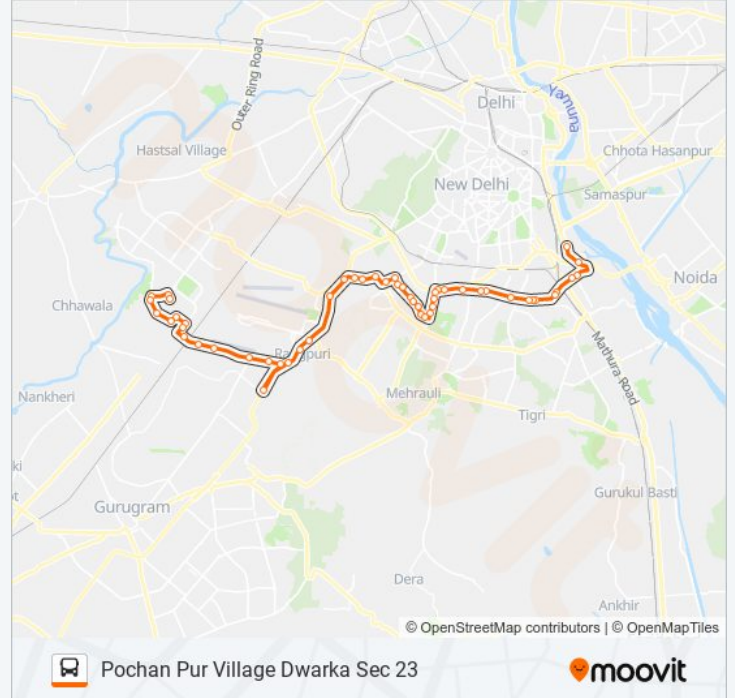 Outer Ring Road
Delhi
Yamuna
Hastsal Village
Chhota Hasanpur
New Delhi
Samaspur
Chhawala
Noida
Mathura Road
Nankheri
Mehrauli
Tigri
ki
t
Gurugram
Gurukul Basti
Dera
Ankhir
© OpenStreetMap contributors | © OpenMapTiles
Pochan Pur Village Dwarka Sec 23
moovit